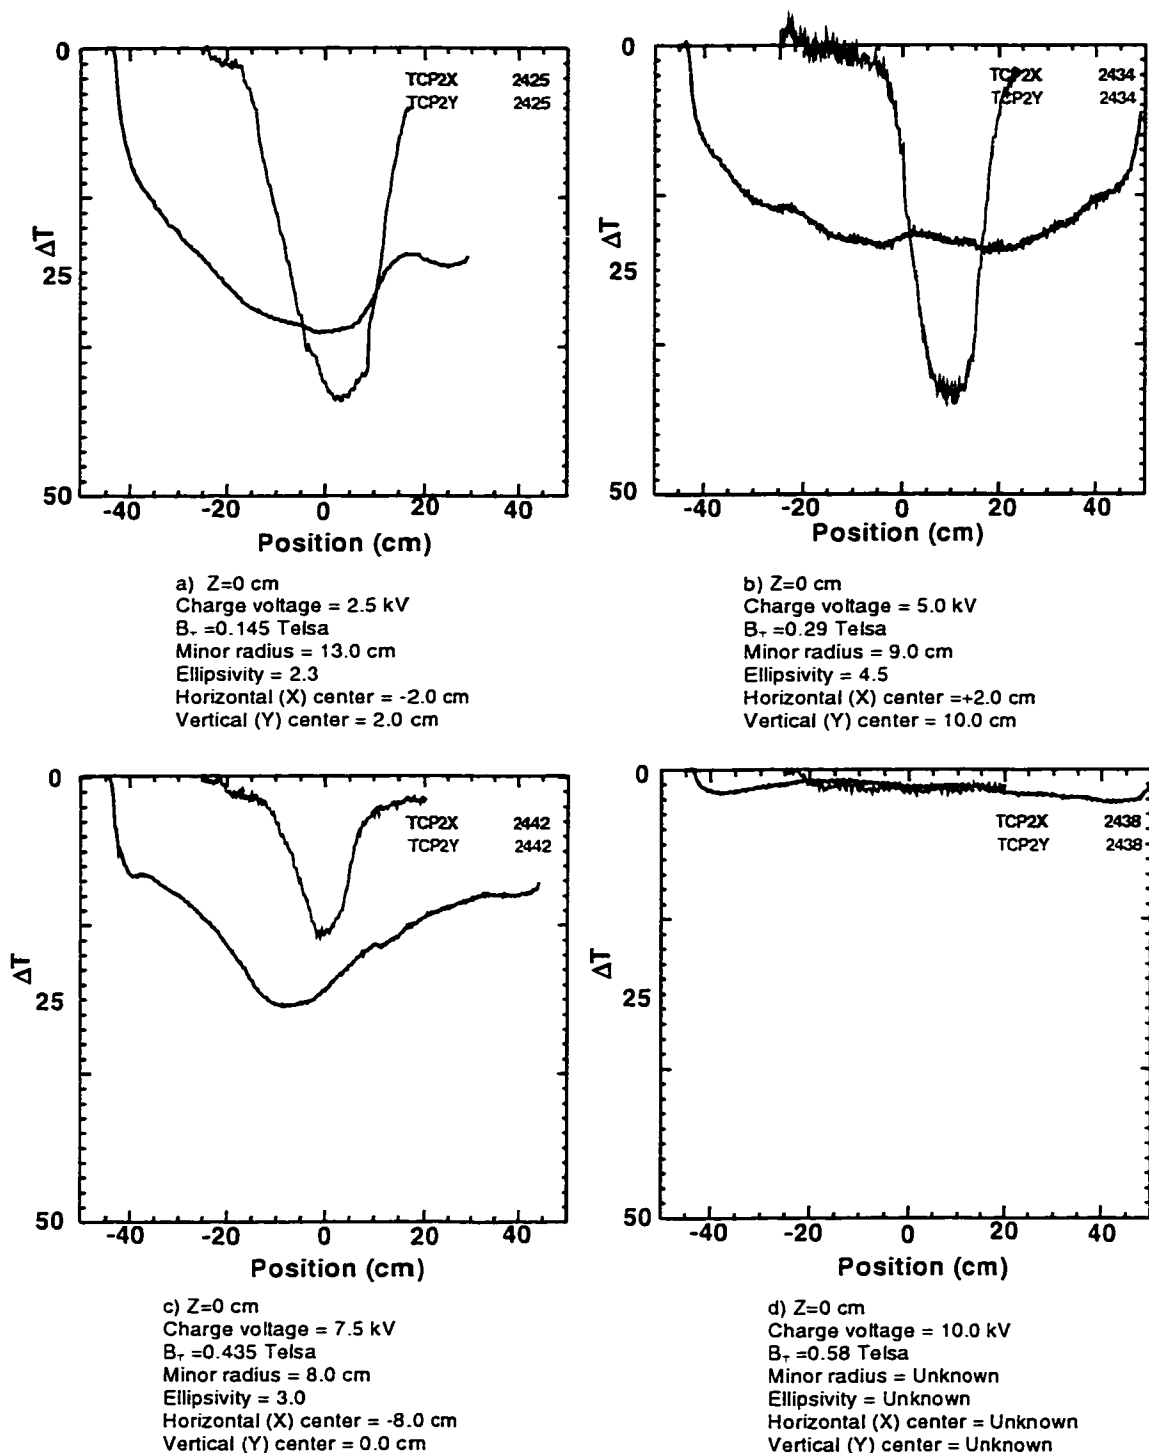 0
TCP2X 2425
TCP2Y 2425
ΔT
25
50
-40 -20 0 20 40
Position (cm)
a) Z=0 cm
Charge voltage = 2.5 kV
B_T =0.145 Telsa
Minor radius = 13.0 cm
Ellipsivity = 2.3
Horizontal (X) center = -2.0 cm
Vertical (Y) center = 2.0 cm
0
TCP2X 2434
TCP2Y 2434
ΔT
25
50
-40 -20 0 20 40
Position (cm)
b) Z=0 cm
Charge voltage = 5.0 kV
B_T =0.29 Telsa
Minor radius = 9.0 cm
Ellipsivity = 4.5
Horizontal (X) center =+2.0 cm
Vertical (Y) center = 10.0 cm
0
TCP2X 2442
TCP2Y 2442
ΔT
25
50
-40 -20 0 20 40
Position (cm)
c) Z=0 cm
Charge voltage = 7.5 kV
B_T =0.435 Telsa
Minor radius = 8.0 cm
Ellipsivity = 3.0
Horizontal (X) center = -8.0 cm
Vertical (Y) center = 0.0 cm
0
TCP2X 2438
TCP2Y 2438
ΔT
25
50
-40 -20 0 20 40
Position (cm)
d) Z=0 cm
Charge voltage = 10.0 kV
B_T =0.58 Telsa
Minor radius = Unknown
Ellipsivity = Unknown
Horizontal (X) center = Unknown
Vertical (Y) center = Unknown